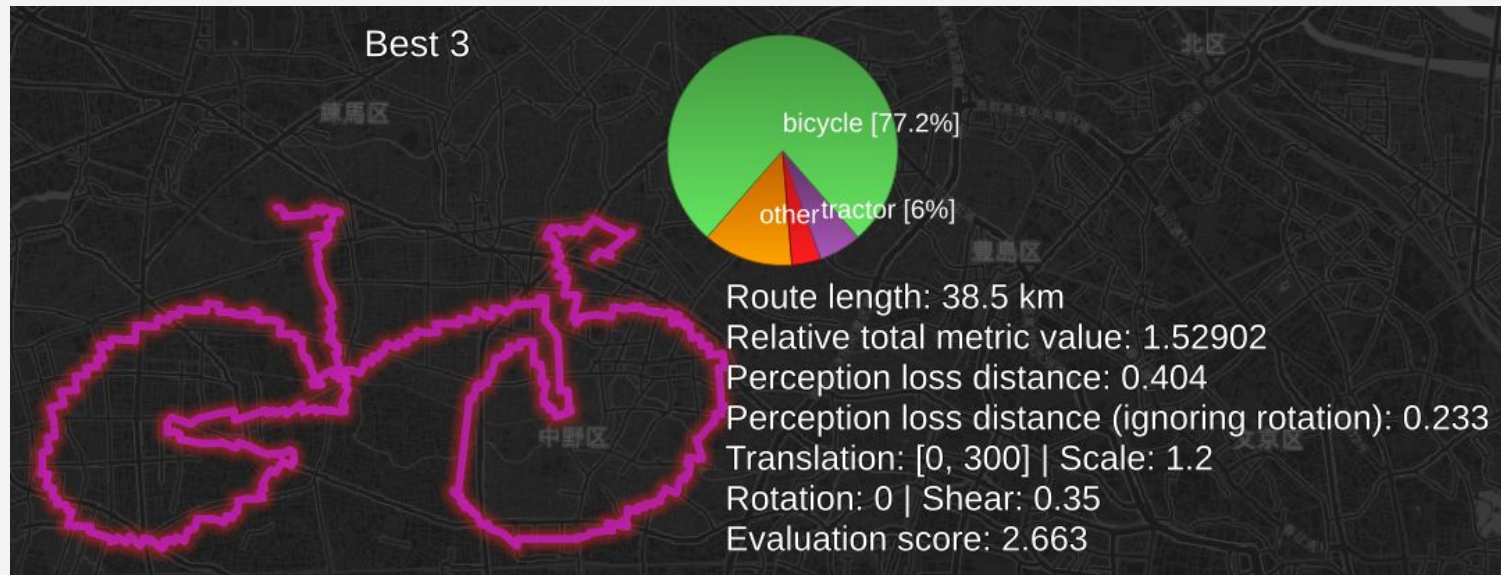 Best 3
北区
練馬区
bicycle [77.2%]
other
tractor [6%]
豊島区
Route length: 38.5 km
Relative total metric value: 1.52902
Perception loss distance: 0.404
Perception loss distance (ignoring rotation): 0.233
中野区
文京区
Translation: [0, 300] | Scale: 1.2
Rotation: 0 | Shear: 0.35
Evaluation score: 2.663